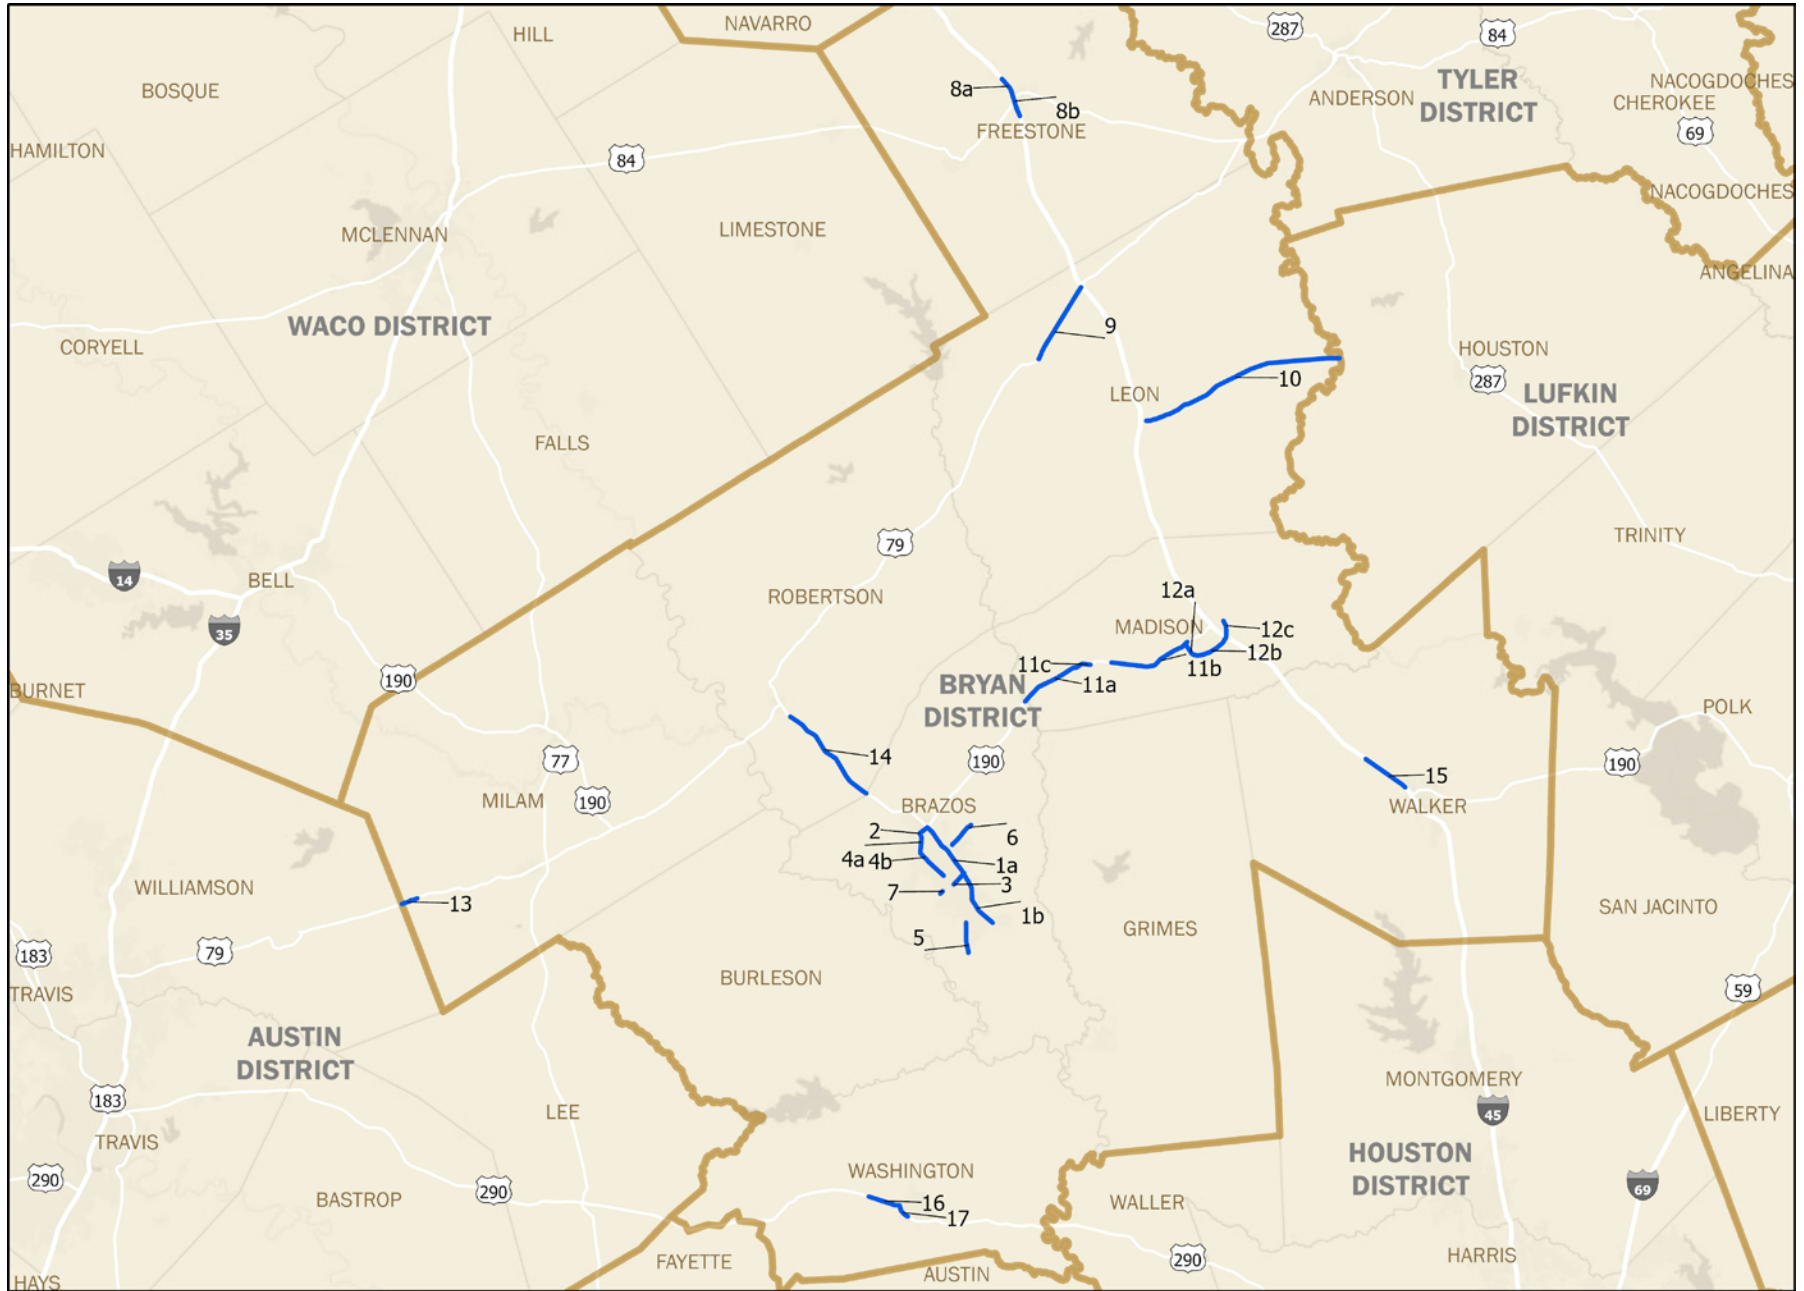 NAVARRO
HILL
287
84
BOSQUE
TYLER
DISTRICT
NACOGDOCHES
8a
ANDERSON
CHEROKEE
8b
FREESTONE
69
HAMILTON
84
NACOGDOCHES
MCLENNAN
LIMESTONE
ANGELINA
WACO DISTRICT
9
CORYELL
HOUSTON
10
287
LEON
LUFKIN
DISTRICT
FALLS
TRINITY
79
14
BELL
12a
ROBERTSON
35
MADISON
12c
12b
11c
11b
190
11a
BURNET
BRYAN
DISTRICT
POLK
14
77
190
190
15
MILAM
190
BRAZOS
WALKER
2
6
4a
4b
1a
WILLIAMSON
7
3
13
SAN JACINTO
1b
GRIMES
5
183
79
BURLESON
59
TRAVIS
AUSTIN
DISTRICT
MONTGOMERY
183
LEE
45
LIBERTY
TRAVIS
HOUSTON
DISTRICT
WASHINGTON
290
290
69
BASTROP
16
WALLER
17
FAYETTE
290
HARRIS
AUSTIN
HAYS